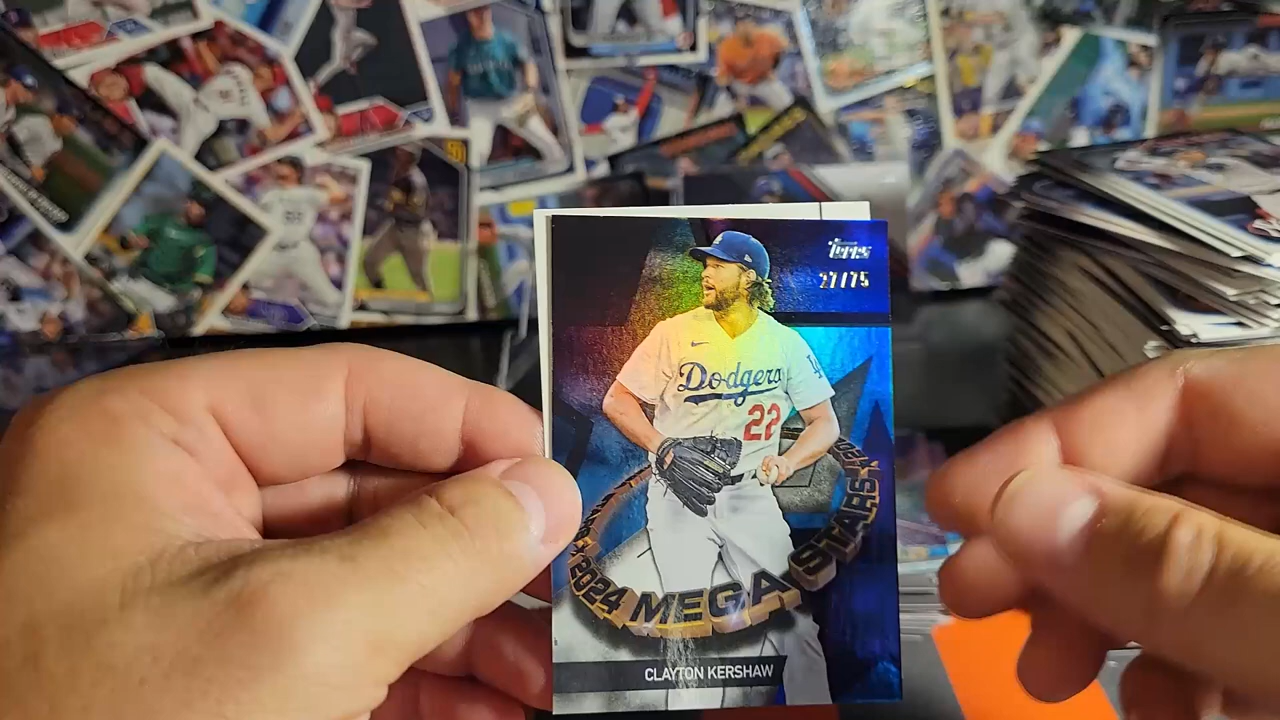 Topps
27/75
Dodgers
22
2024 MEGA STARS
CLAYTON KERSHAW